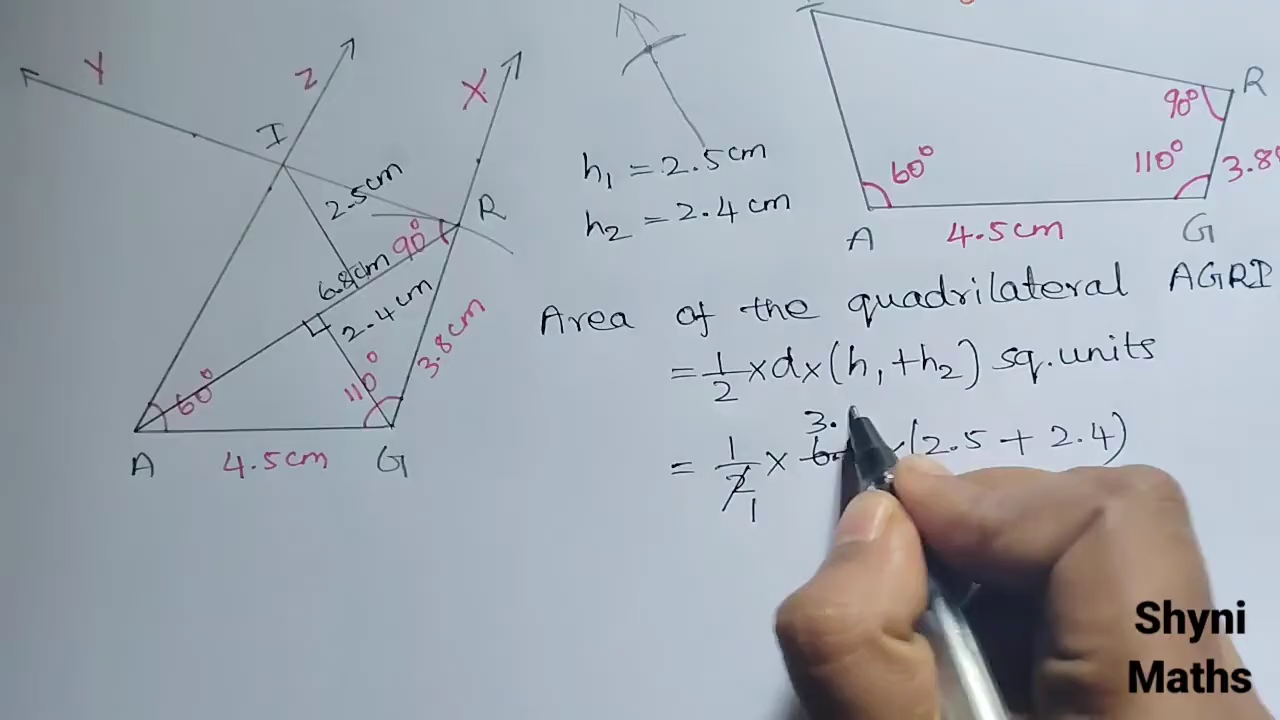 Y
Z
X
I
2.5cm
R
90°
6.8cm
2.4cm
3.8cm
60°
110°
A
4.5cm
G
h₁ = 2.5cm
h₂ = 2.4cm
R
90°
60°
110°
3.8
A
4.5cm
G
Area of the quadrilateral AGRI
= 1/2 × d × (h₁ + h₂) sq. units
3.
= 1/2 × 6. × (2.5 + 2.4)
1
Shyni
Maths